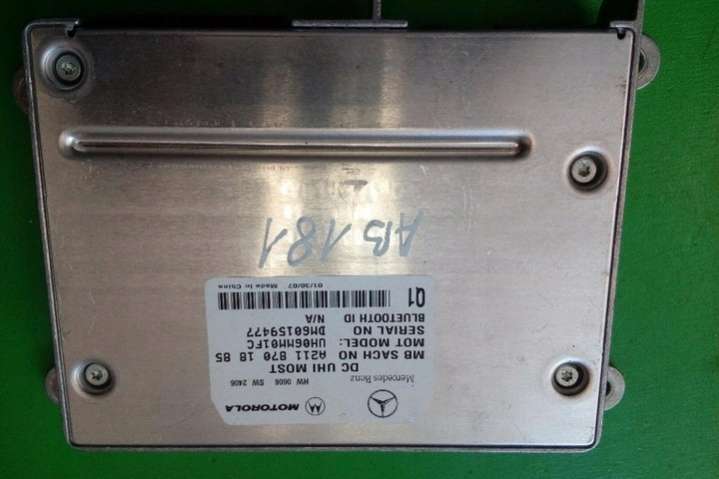 Mercedes Benz
MOTOROLA
HW 0606 SW 2406
DC UHI MOST
MB SACH NO A211 870 18 85
MOT MODEL: UH06MM01FC
SERIAL NO DM60159477
BLUETOOTH ID N/A
Q1
01/30/07 Made in China
AB 181